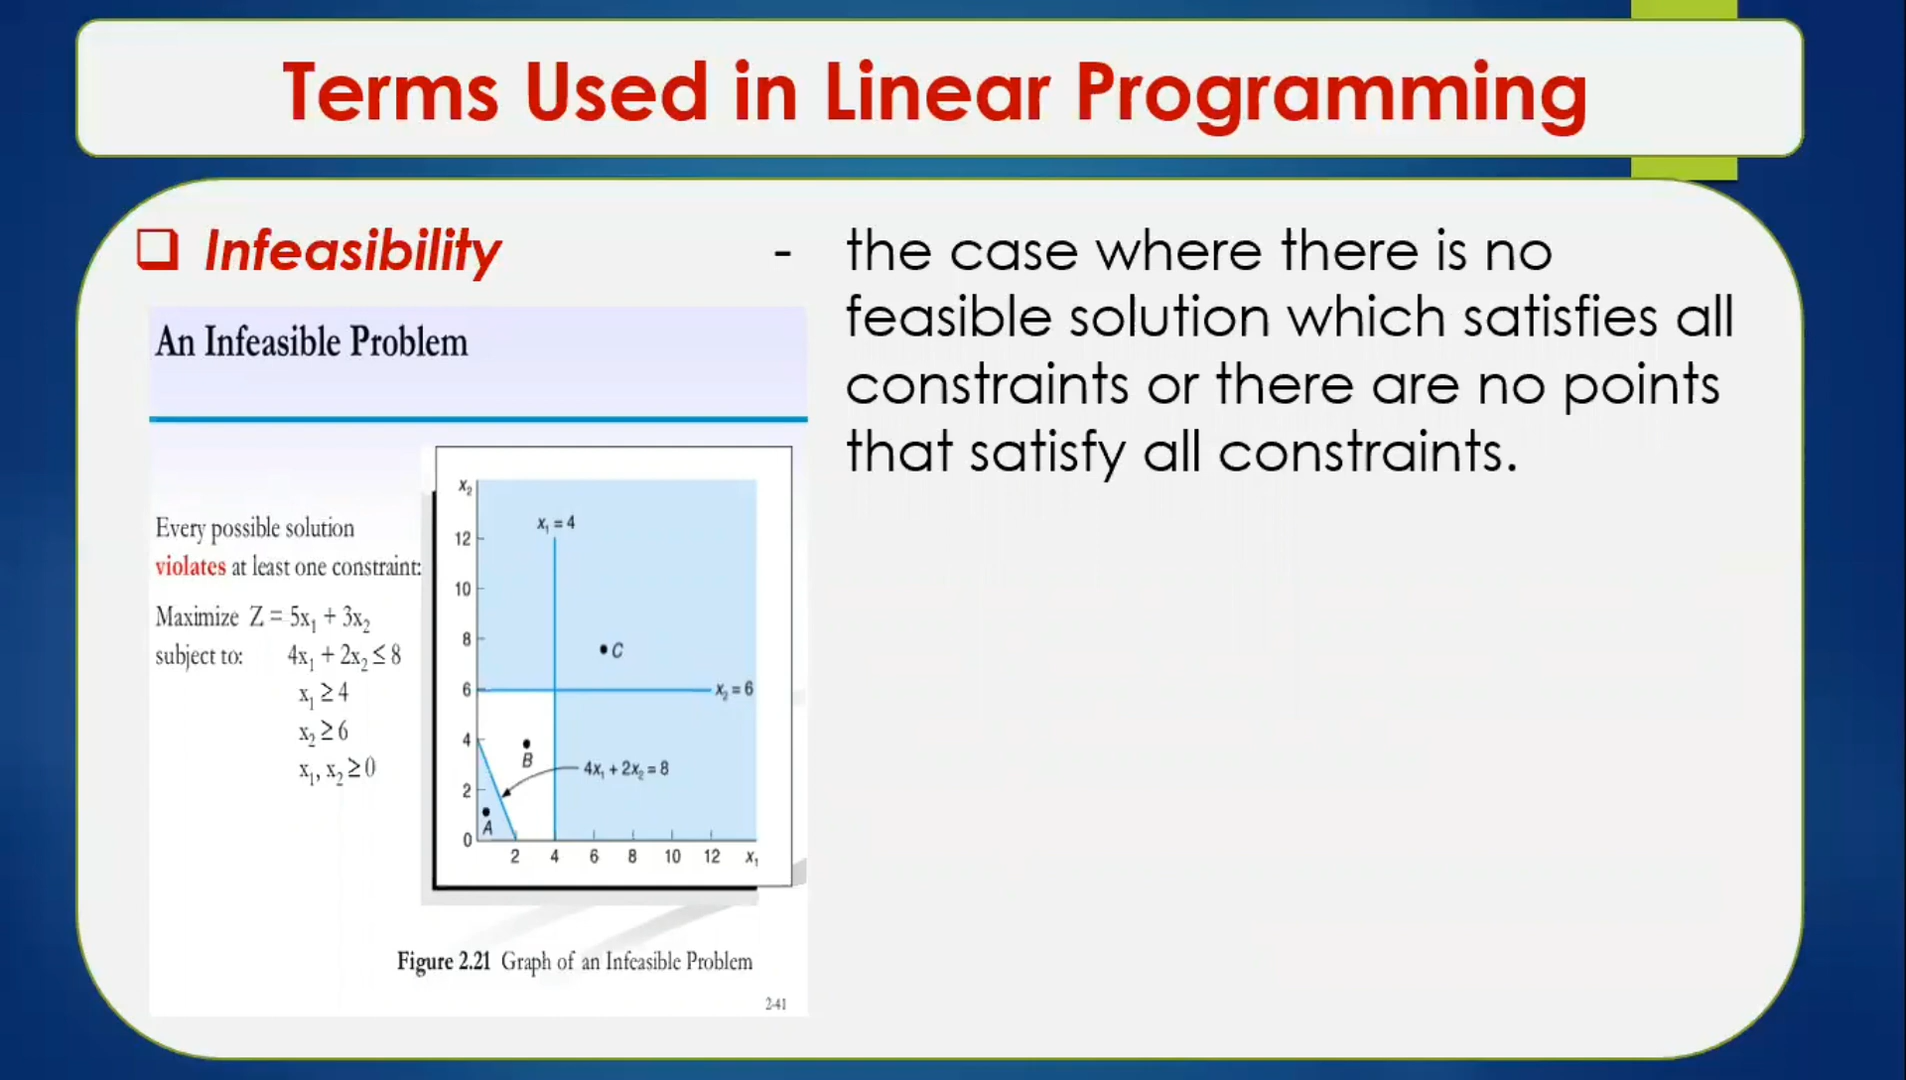 Terms Used in Linear Programming
❑ Infeasibility - the case where there is no
feasible solution which satisfies all
constraints or there are no points
that satisfy all constraints.
An Infeasible Problem
Every possible solution
violates at least one constraint:
Maximize Z = 5x₁ + 3x₂
subject to: 4x₁ + 2x₂ ≤ 8
x₁ ≥ 4
x₂ ≥ 6
x₁, x₂ ≥ 0
x₂
x₁ = 4
12
10
8
C
6
x₂ = 6
4
B
4x₁ + 2x₂ = 8
2
A
0
2 4 6 8 10 12 x₁
Figure 2.21 Graph of an Infeasible Problem
2-41